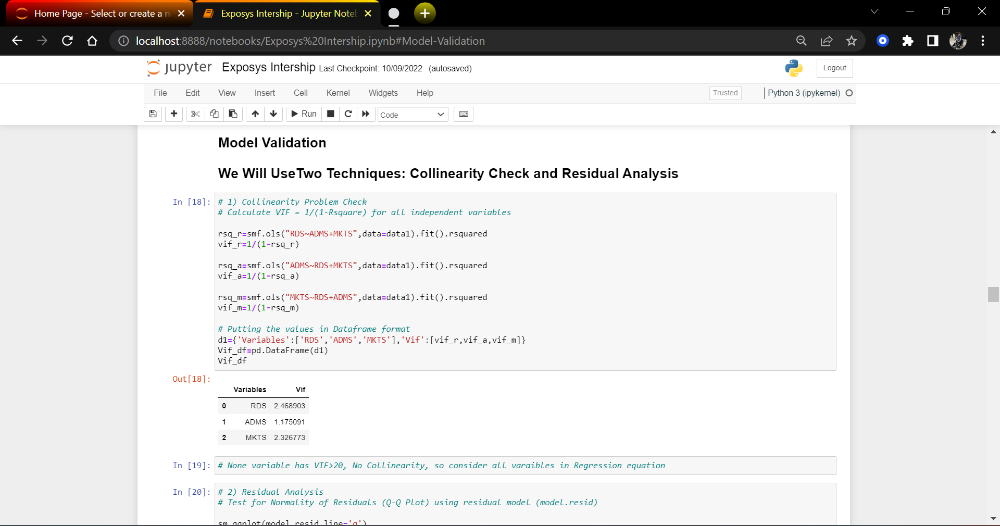 Home Page - Select or create a n
Exposys Intership - Jupyter Noteb
localhost:8888/notebooks/Exposys%20Intership.ipynb#Model-Validation
jupyter Exposys Intership Last Checkpoint: 10/09/2022 (autosaved)
Logout
File Edit View Insert Cell Kernel Widgets Help
Trusted
Python 3 (ipykernel)
Run
Code
Model Validation
We Will UseTwo Techniques: Collinearity Check and Residual Analysis
In [18]:
# 1) Collinearity Problem Check
# Calculate VIF = 1/(1-Rsquare) for all independent variables
rsq_r=smf.ols("RDS~ADMS+MKTS",data=data1).fit().rsquared
vif_r=1/(1-rsq_r)
rsq_a=smf.ols("ADMS~RDS+MKTS",data=data1).fit().rsquared
vif_a=1/(1-rsq_a)
rsq_m=smf.ols("MKTS~RDS+ADMS",data=data1).fit().rsquared
vif_m=1/(1-rsq_m)
# Putting the values in Dataframe format
d1={'Variables':['RDS','ADMS','MKTS'],'Vif':[vif_r,vif_a,vif_m]}
Vif_df=pd.DataFrame(d1)
Vif_df
Out[18]:
Variables Vif
0 RDS 2.468903
1 ADMS 1.175091
2 MKTS 2.326773
In [19]: # None variable has VIF>20, No Collinearity, so consider all varaibles in Regression equation
In [20]: # 2) Residual Analysis
# Test for Normality of Residuals (Q-Q Plot) using residual model (model.resid)
sm.qqplot(model.resid,line='q')